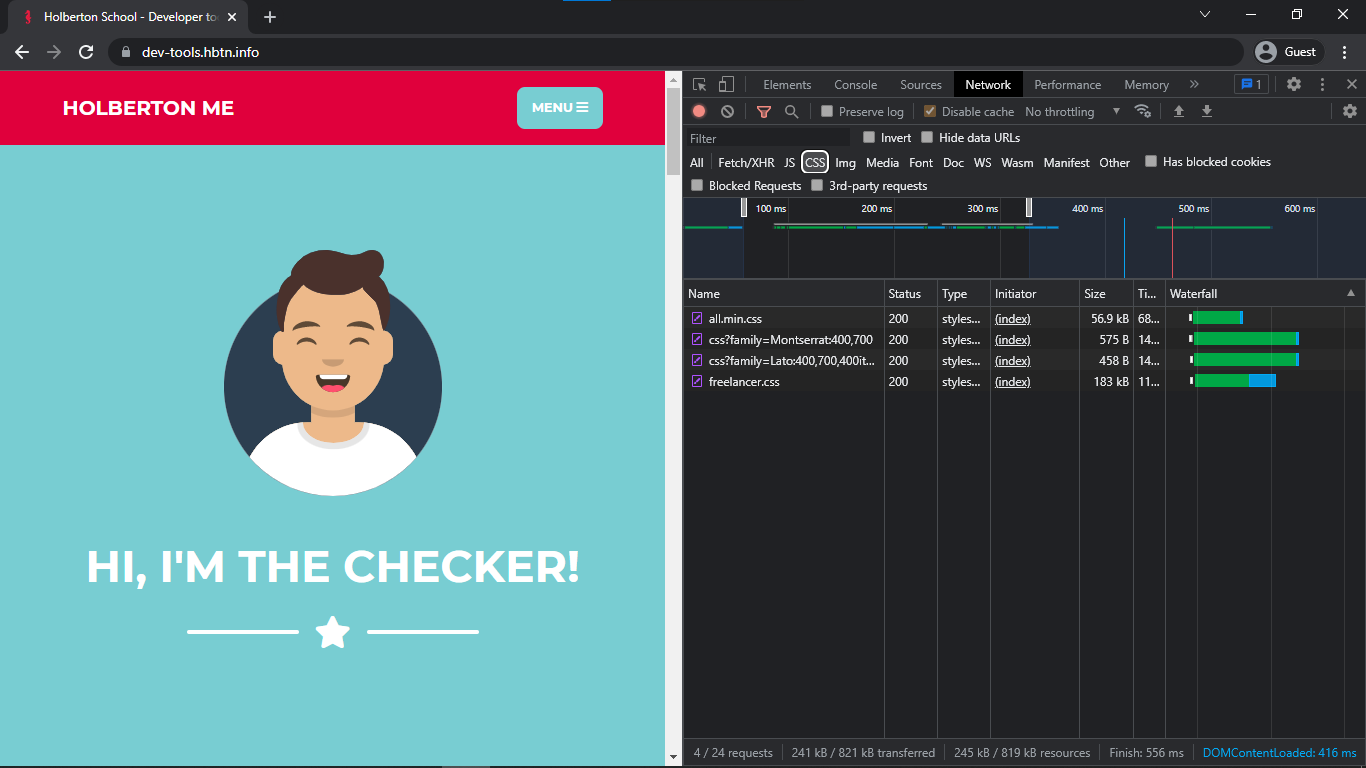 Holberton School - Developer to
dev-tools.hbtn.info
Guest
HOLBERTON ME
MENU
HI, I'M THE CHECKER!
Elements Console Sources Network Performance Memory » 1
Preserve log Disable cache No throttling
Filter Invert Hide data URLs
All Fetch/XHR JS CSS Img Media Font Doc WS Wasm Manifest Other Has blocked cookies
Blocked Requests 3rd-party requests
100 ms 200 ms 300 ms 400 ms 500 ms 600 ms
Name Status Type Initiator Size Ti... Waterfall
all.min.css 200 styles... (index) 56.9 kB 68...
css?family=Montserrat:400,700 200 styles... (index) 575 B 14...
css?family=Lato:400,700,400it... 200 styles... (index) 458 B 14...
freelancer.css 200 styles... (index) 183 kB 11...
4 / 24 requests 241 kB / 821 kB transferred 245 kB / 819 kB resources Finish: 556 ms DOMContentLoaded: 416 ms